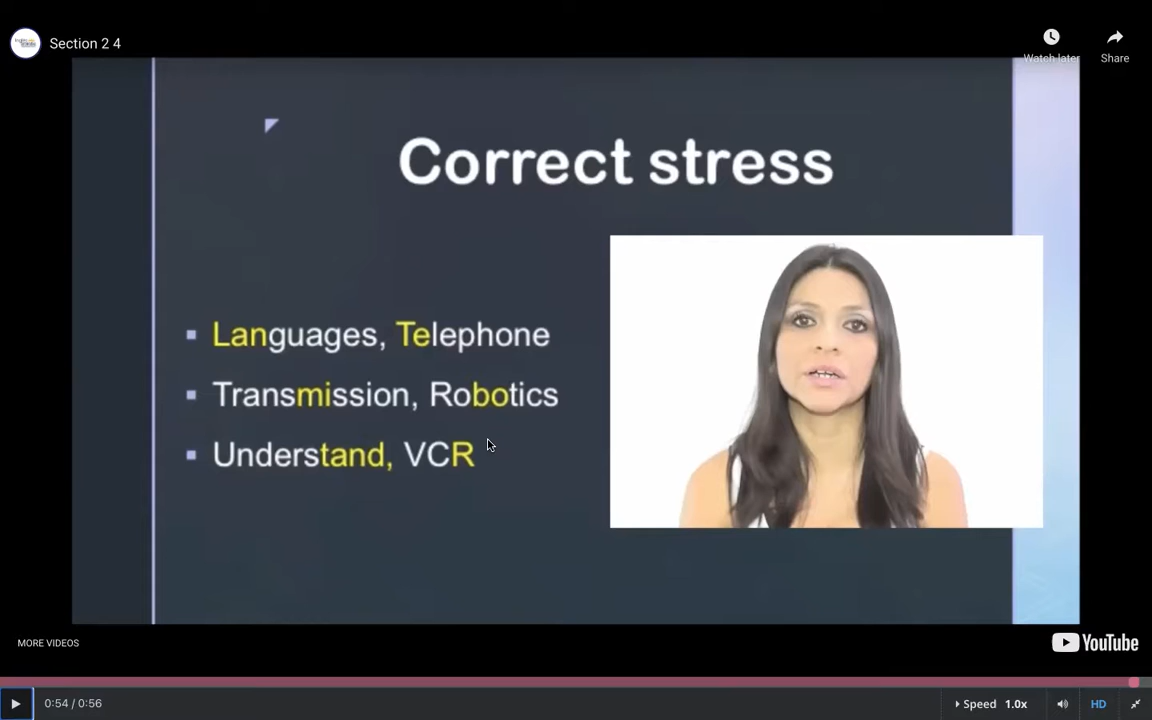 Section 2 4
Watch later
Share
Correct stress
Languages, Telephone
Transmission, Robotics
Understand, VCR
MORE VIDEOS
YouTube
0:54 / 0:56
Speed 1.0x
HD